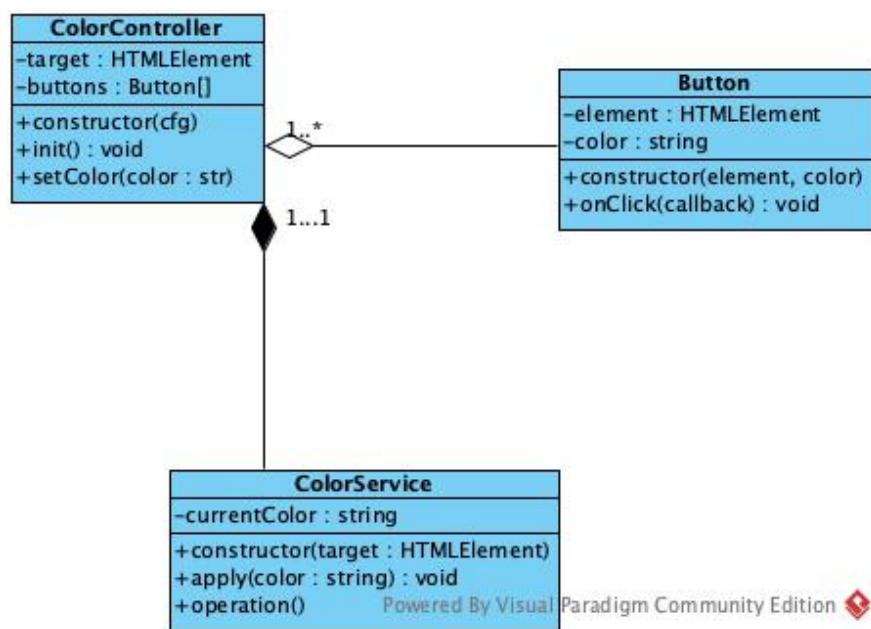 ColorController
-target : HTMLElement
-buttons : Button[]
+constructor(cfg)
+init() : void
+setColor(color : str)
1..*
Button
-element : HTMLElement
-color : string
+constructor(element, color)
+onClick(callback) : void
1...1
ColorService
-currentColor : string
+constructor(target : HTMLElement)
+apply(color : string) : void
+operation()
Powered By Visual Paradigm Community Edition